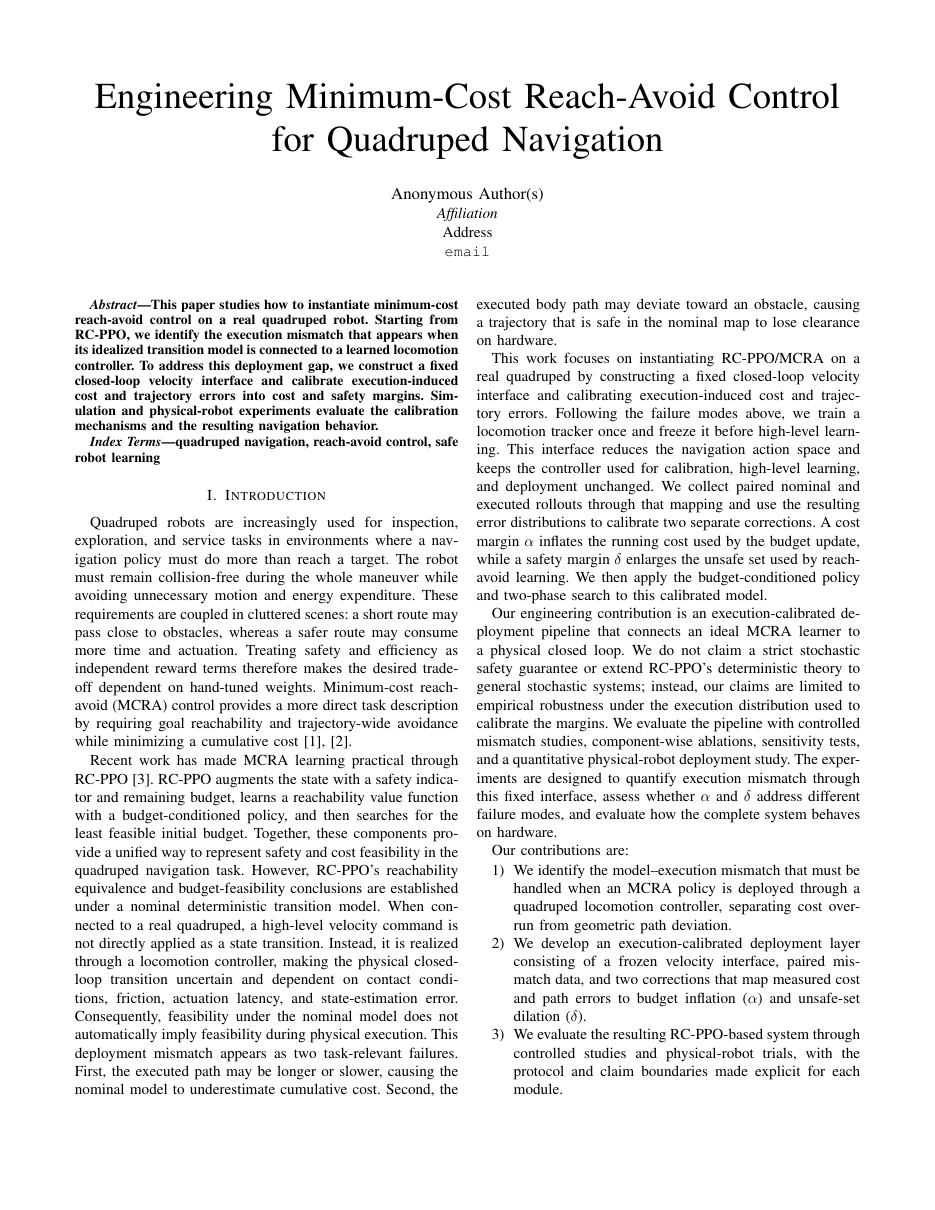 Engineering Minimum-Cost Reach-Avoid Control
for Quadruped Navigation
Anonymous Author(s)
Affiliation
Address
email
Abstract—This paper studies how to instantiate minimum-cost
reach-avoid control on a real quadruped robot. Starting from
RC-PPO, we identify the execution mismatch that appears when
its idealized transition model is connected to a learned locomotion
controller. To address this deployment gap, we construct a fixed
closed-loop velocity interface and calibrate execution-induced
cost and trajectory errors into cost and safety margins. Sim-
ulation and physical-robot experiments evaluate the calibration
mechanisms and the resulting navigation behavior.
Index Terms—quadruped navigation, reach-avoid control, safe
robot learning
I. INTRODUCTION
Quadruped robots are increasingly used for inspection,
exploration, and service tasks in environments where a nav-
igation policy must do more than reach a target. The robot
must remain collision-free during the whole maneuver while
avoiding unnecessary motion and energy expenditure. These
requirements are coupled in cluttered scenes: a short route may
pass close to obstacles, whereas a safer route may consume
more time and actuation. Treating safety and efficiency as
independent reward terms therefore makes the desired trade-
off dependent on hand-tuned weights. Minimum-cost reach-
avoid (MCRA) control provides a more direct task description
by requiring goal reachability and trajectory-wide avoidance
while minimizing a cumulative cost [1], [2].
Recent work has made MCRA learning practical through
RC-PPO [3]. RC-PPO augments the state with a safety indica-
tor and remaining budget, learns a reachability value function
with a budget-conditioned policy, and then searches for the
least feasible initial budget. Together, these components pro-
vide a unified way to represent safety and cost feasibility in the
quadruped navigation task. However, RC-PPO's reachability
equivalence and budget-feasibility conclusions are established
under a nominal deterministic transition model. When con-
nected to a real quadruped, a high-level velocity command is
not directly applied as a state transition. Instead, it is realized
through a locomotion controller, making the physical closed-
loop transition uncertain and dependent on contact condi-
tions, friction, actuation latency, and state-estimation error.
Consequently, feasibility under the nominal model does not
automatically imply feasibility during physical execution. This
deployment mismatch appears as two task-relevant failures.
First, the executed path may be longer or slower, causing the
nominal model to underestimate cumulative cost. Second, the
executed body path may deviate toward an obstacle, causing
a trajectory that is safe in the nominal map to lose clearance
on hardware.
This work focuses on instantiating RC-PPO/MCRA on a
real quadruped by constructing a fixed closed-loop velocity
interface and calibrating execution-induced cost and trajec-
tory errors. Following the failure modes above, we train a
locomotion tracker once and freeze it before high-level learn-
ing. This interface reduces the navigation action space and
keeps the controller used for calibration, high-level learning,
and deployment unchanged. We collect paired nominal and
executed rollouts through that mapping and use the resulting
error distributions to calibrate two separate corrections. A cost
margin α inflates the running cost used by the budget update,
while a safety margin δ enlarges the unsafe set used by reach-
avoid learning. We then apply the budget-conditioned policy
and two-phase search to this calibrated model.
Our engineering contribution is an execution-calibrated de-
ployment pipeline that connects an ideal MCRA learner to
a physical closed loop. We do not claim a strict stochastic
safety guarantee or extend RC-PPO's deterministic theory to
general stochastic systems; instead, our claims are limited to
empirical robustness under the execution distribution used to
calibrate the margins. We evaluate the pipeline with controlled
mismatch studies, component-wise ablations, sensitivity tests,
and a quantitative physical-robot deployment study. The exper-
iments are designed to quantify execution mismatch through
this fixed interface, assess whether α and δ address different
failure modes, and evaluate how the complete system behaves
on hardware.
Our contributions are:
1) We identify the model–execution mismatch that must be
handled when an MCRA policy is deployed through a
quadruped locomotion controller, separating cost over-
run from geometric path deviation.
2) We develop an execution-calibrated deployment layer
consisting of a frozen velocity interface, paired mis-
match data, and two corrections that map measured cost
and path errors to budget inflation (α) and unsafe-set
dilation (δ).
3) We evaluate the resulting RC-PPO-based system through
controlled studies and physical-robot trials, with the
protocol and claim boundaries made explicit for each
module.